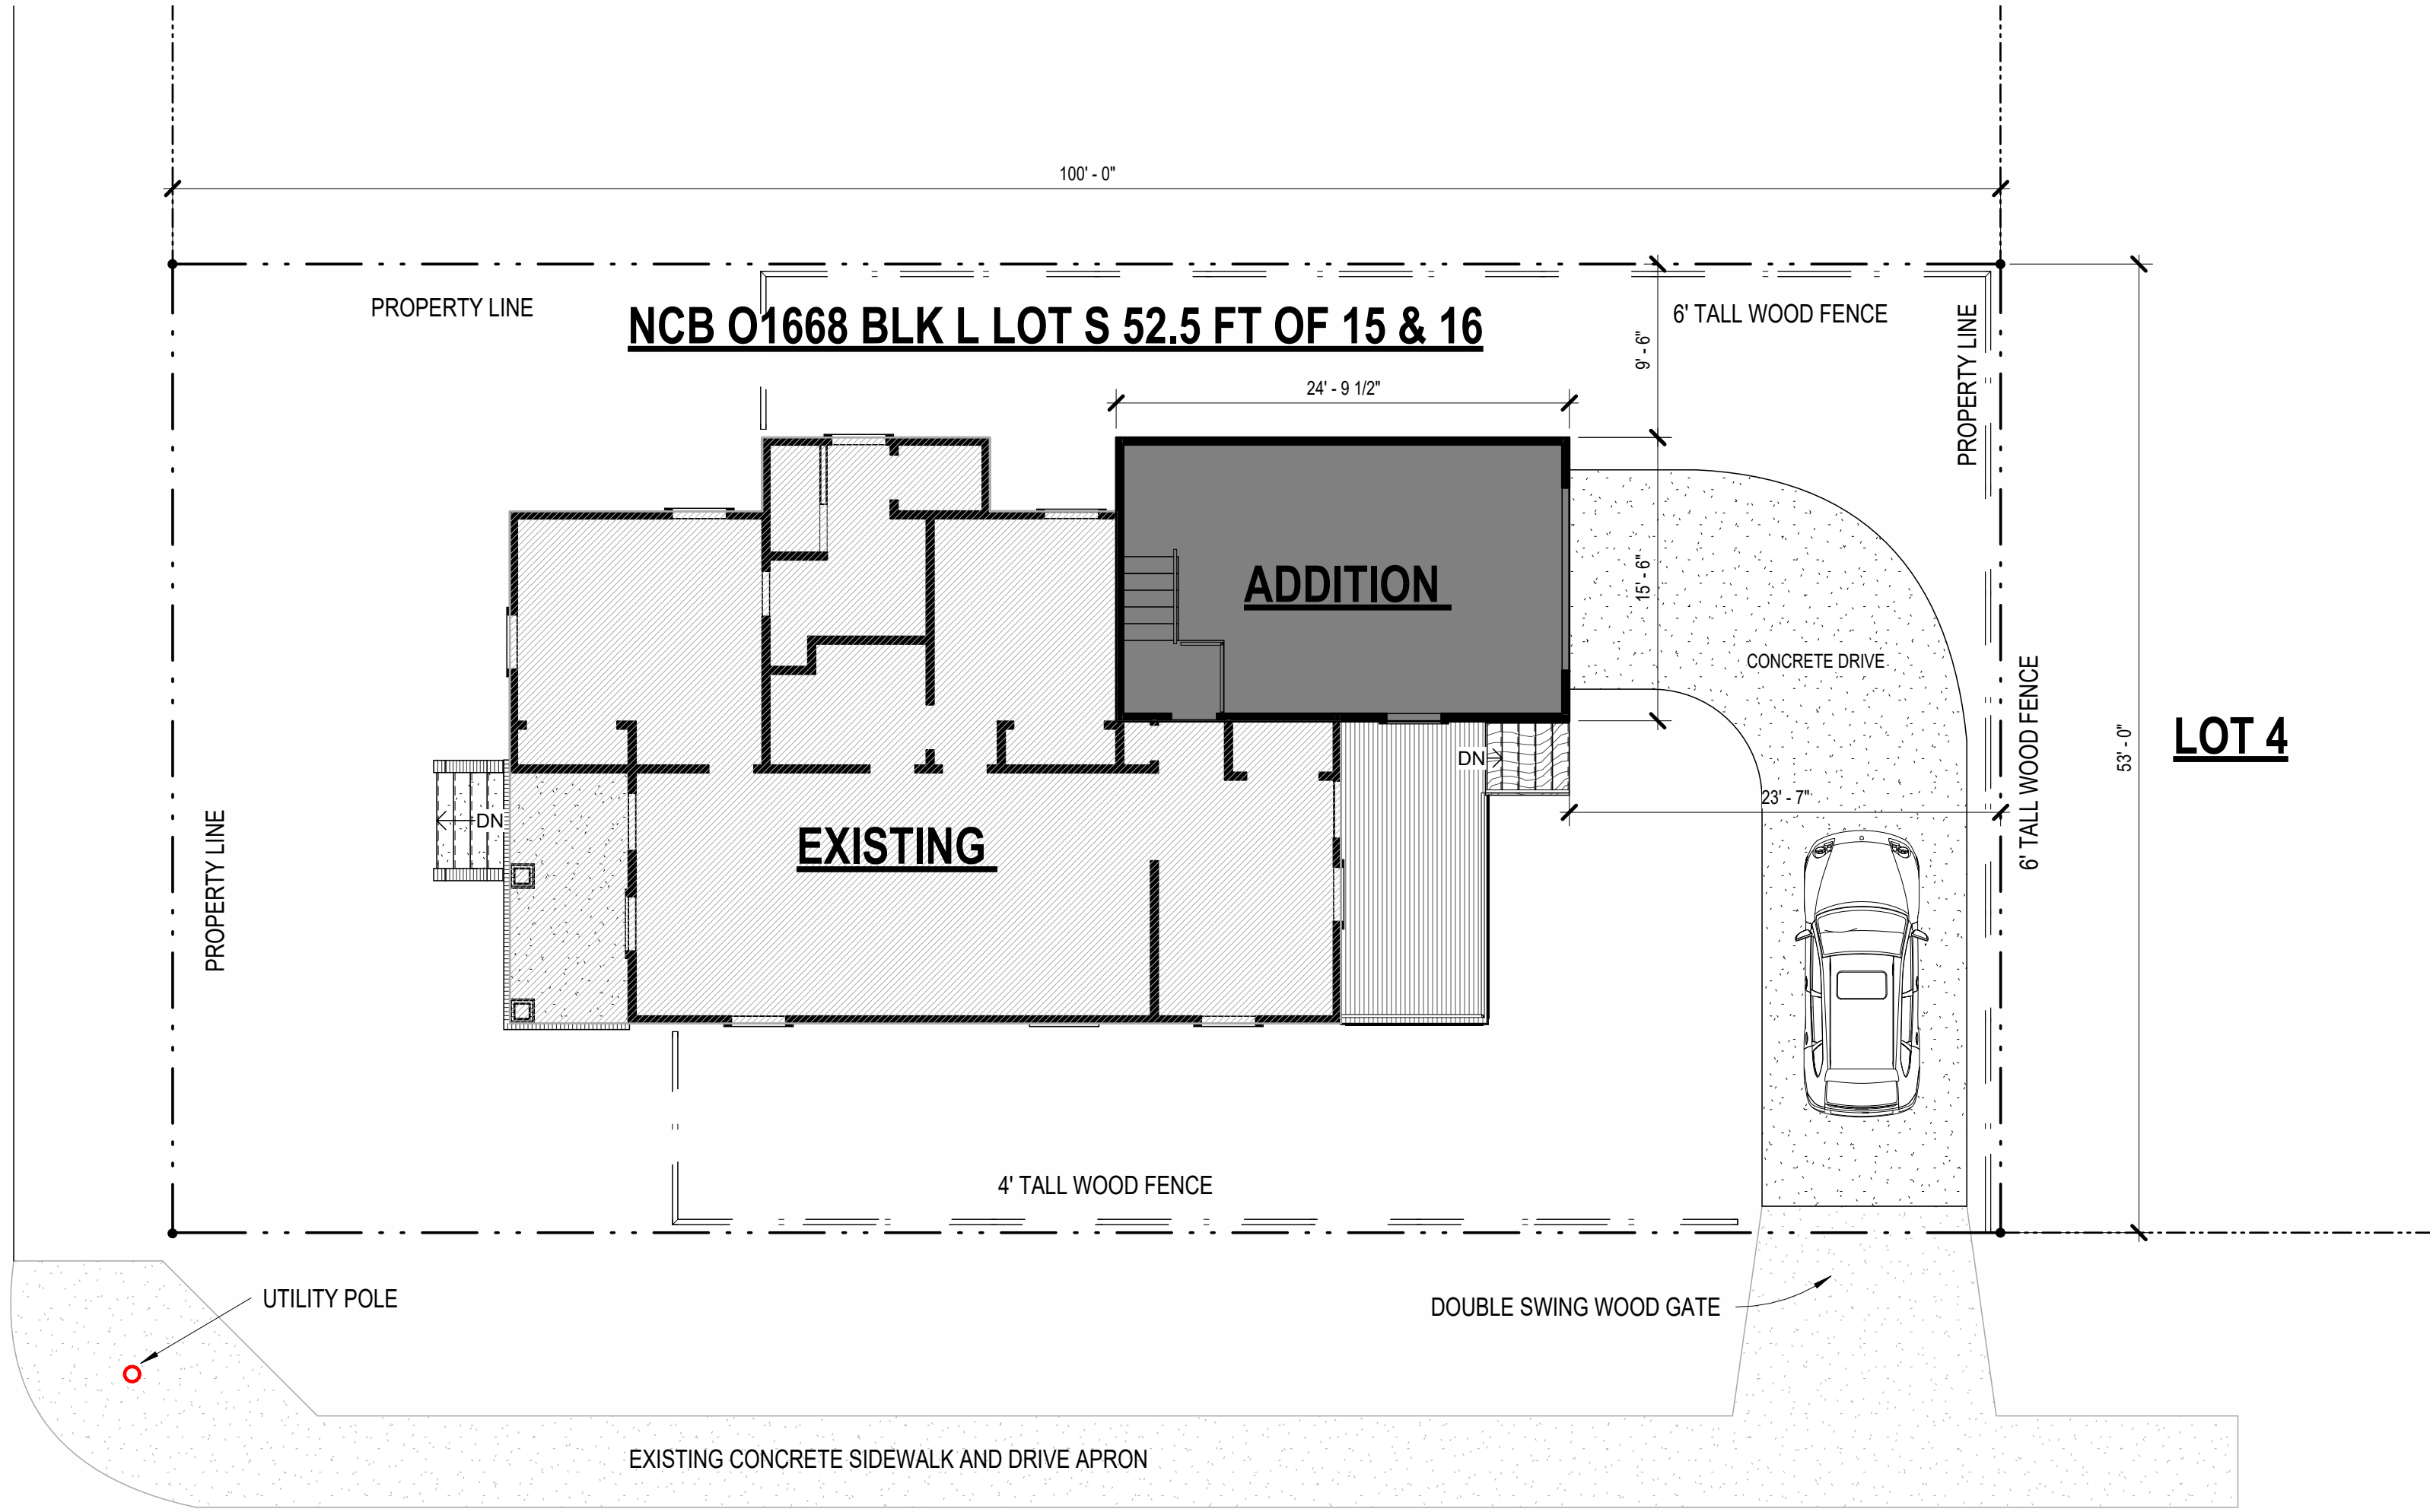 100' - 0"
PROPERTY LINE
NCB O1668 BLK L LOT S 52.5 FT OF 15 & 16
6' TALL WOOD FENCE
PROPERTY LINE
9' - 6"
24' - 9 1/2"
ADDITION
15' - 6"
CONCRETE DRIVE
6' TALL WOOD FENCE
53' - 0"
LOT 4
DN
23' - 7"
PROPERTY LINE
DN
EXISTING
4' TALL WOOD FENCE
UTILITY POLE
DOUBLE SWING WOOD GATE
EXISTING CONCRETE SIDEWALK AND DRIVE APRON